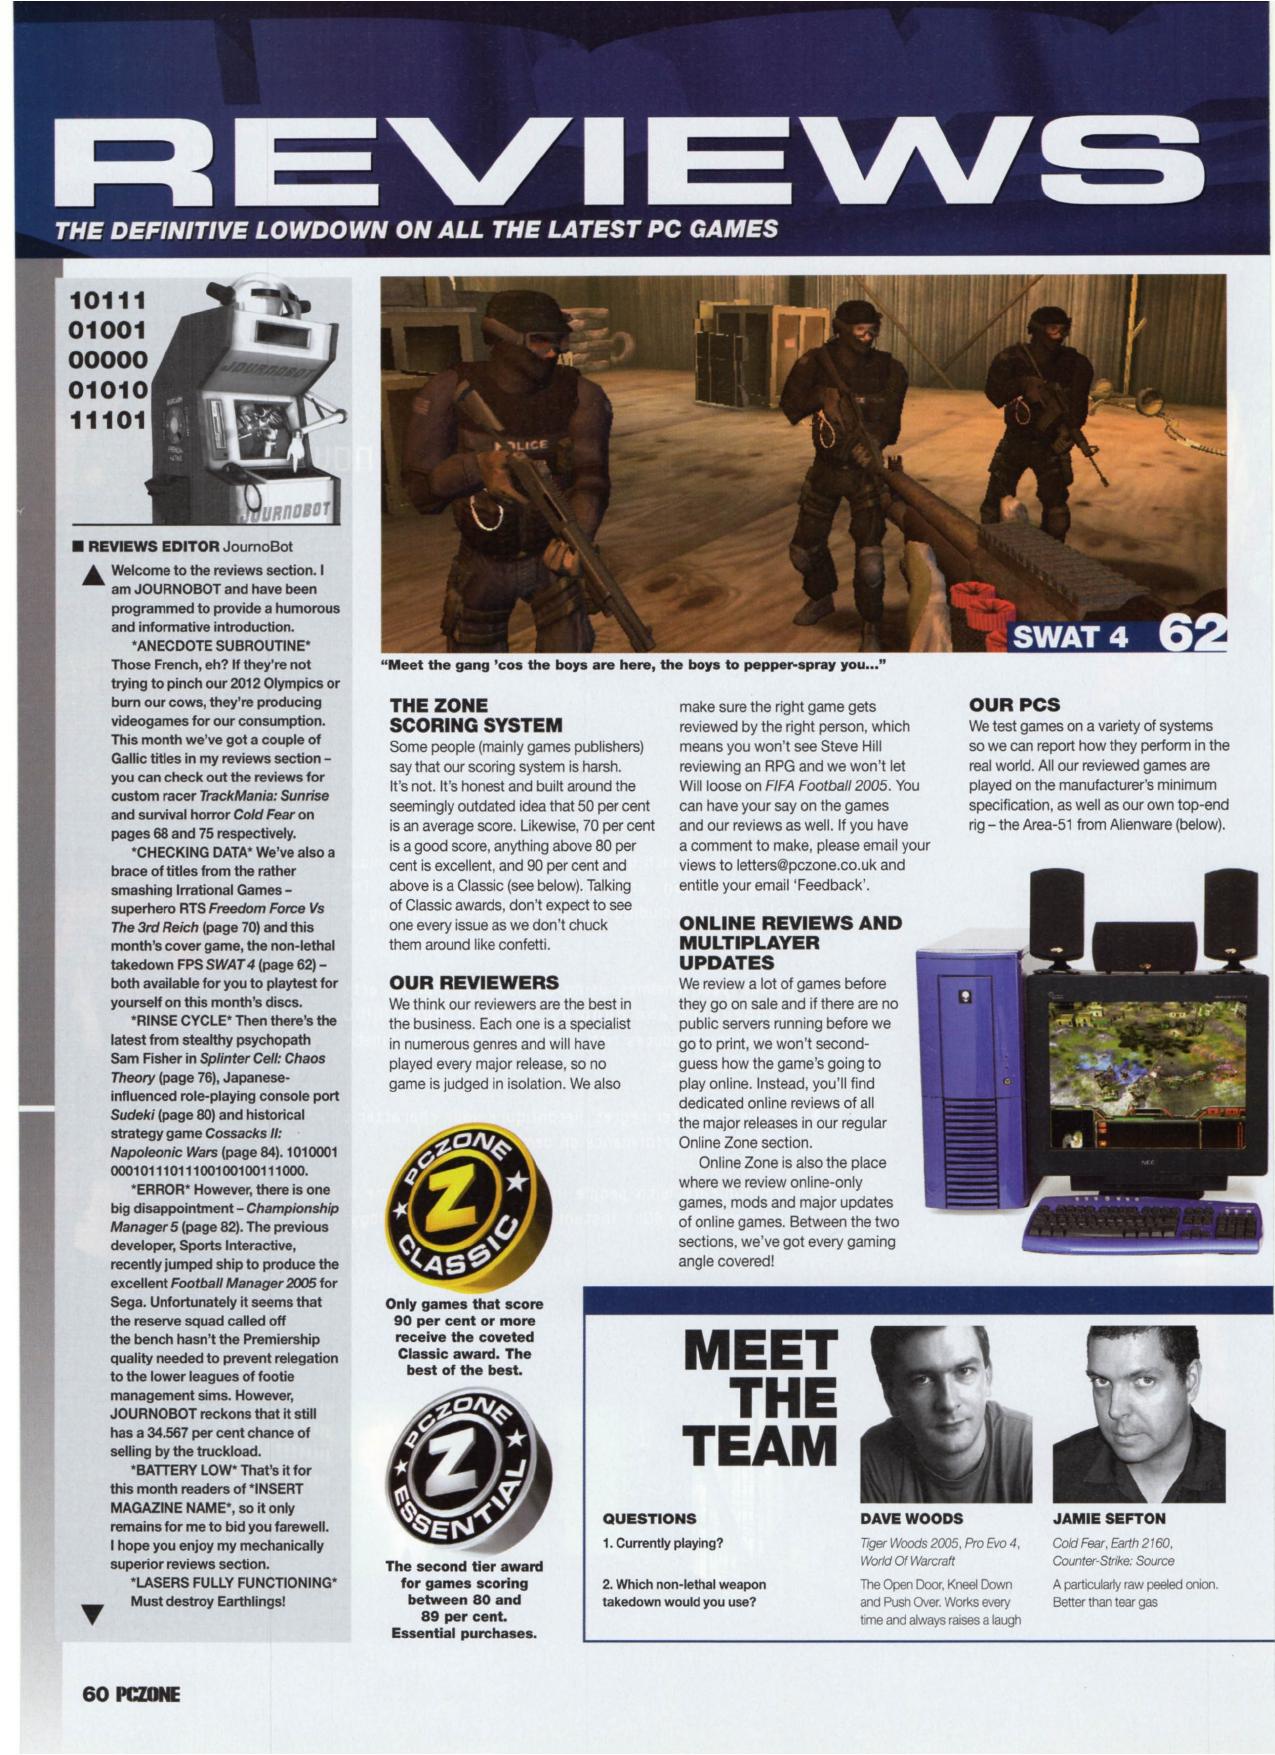 REVIEWS
THE DEFINITIVE LOWDOWN ON ALL THE LATEST PC GAMES
10111
01001
00000
01010
11101
JOURNOBOT
JOURNOBOT
■ REVIEWS EDITOR JournoBot
▲ Welcome to the reviews section. I
am JOURNOBOT and have been
programmed to provide a humorous
and informative introduction.
*ANECDOTE SUBROUTINE*
Those French, eh? If they're not
trying to pinch our 2012 Olympics or
burn our cows, they're producing
videogames for our consumption.
This month we've got a couple of
Gallic titles in my reviews section –
you can check out the reviews for
custom racer TrackMania: Sunrise
and survival horror Cold Fear on
pages 68 and 75 respectively.
*CHECKING DATA* We've also a
brace of titles from the rather
smashing Irrational Games –
superhero RTS Freedom Force Vs
The 3rd Reich (page 70) and this
month's cover game, the non-lethal
takedown FPS SWAT 4 (page 62) –
both available for you to playtest for
yourself on this month's discs.
*RINSE CYCLE* Then there's the
latest from stealthy psychopath
Sam Fisher in Splinter Cell: Chaos
Theory (page 76), Japanese-
influenced role-playing console port
Sudeki (page 80) and historical
strategy game Cossacks II:
Napoleonic Wars (page 84). 1010001
00010111011100100100111000.
*ERROR* However, there is one
big disappointment – Championship
Manager 5 (page 82). The previous
developer, Sports Interactive,
recently jumped ship to produce the
excellent Football Manager 2005 for
Sega. Unfortunately it seems that
the reserve squad called off
the bench hasn't the Premiership
quality needed to prevent relegation
to the lower leagues of footie
management sims. However,
JOURNOBOT reckons that it still
has a 34.567 per cent chance of
selling by the truckload.
*BATTERY LOW* That's it for
this month readers of *INSERT
MAGAZINE NAME*, so it only
remains for me to bid you farewell.
I hope you enjoy my mechanically
superior reviews section.
*LASERS FULLY FUNCTIONING*
Must destroy Earthlings!
▼
POLICE
SWAT 4 62
"Meet the gang 'cos the boys are here, the boys to pepper-spray you..."
THE ZONE
SCORING SYSTEM
Some people (mainly games publishers)
say that our scoring system is harsh.
It's not. It's honest and built around the
seemingly outdated idea that 50 per cent
is an average score. Likewise, 70 per cent
is a good score, anything above 80 per
cent is excellent, and 90 per cent and
above is a Classic (see below). Talking
of Classic awards, don't expect to see
one every issue as we don't chuck
them around like confetti.
OUR REVIEWERS
We think our reviewers are the best in
the business. Each one is a specialist
in numerous genres and will have
played every major release, so no
game is judged in isolation. We also
make sure the right game gets
reviewed by the right person, which
means you won't see Steve Hill
reviewing an RPG and we won't let
Will loose on FIFA Football 2005. You
can have your say on the games
and our reviews as well. If you have
a comment to make, please email your
views to letters@pczone.co.uk and
entitle your email 'Feedback'.
ONLINE REVIEWS AND
MULTIPLAYER
UPDATES
We review a lot of games before
they go on sale and if there are no
public servers running before we
go to print, we won't second-
guess how the game's going to
play online. Instead, you'll find
dedicated online reviews of all
the major releases in our regular
Online Zone section.
Online Zone is also the place
where we review online-only
games, mods and major updates
of online games. Between the two
sections, we've got every gaming
angle covered!
OUR PCS
We test games on a variety of systems
so we can report how they perform in the
real world. All our reviewed games are
played on the manufacturer's minimum
specification, as well as our own top-end
rig – the Area-51 from Alienware (below).
NEC
PCZONE
Z
CLASSIC
Only games that score
90 per cent or more
receive the coveted
Classic award. The
best of the best.
PCZONE
Z
ESSENTIAL
The second tier award
for games scoring
between 80 and
89 per cent.
Essential purchases.
MEET
THE
TEAM
QUESTIONS
1. Currently playing?
2. Which non-lethal weapon
takedown would you use?
DAVE WOODS
Tiger Woods 2005, Pro Evo 4,
World Of Warcraft
The Open Door, Kneel Down
and Push Over. Works every
time and always raises a laugh
JAMIE SEFTON
Cold Fear, Earth 2160,
Counter-Strike: Source
A particularly raw peeled onion.
Better than tear gas
60 PCZONE